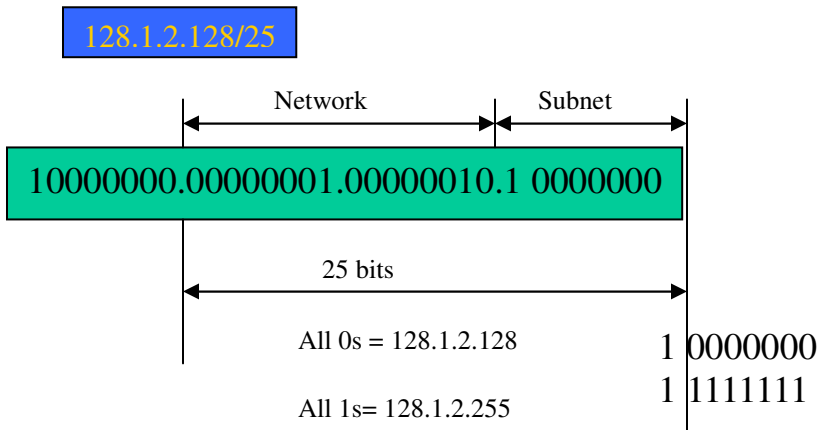 128.1.2.128/25
Network Subnet
10000000.00000001.00000010.1 0000000
25 bits
All 0s = 128.1.2.128
1 0000000
1 1111111
All 1s= 128.1.2.255